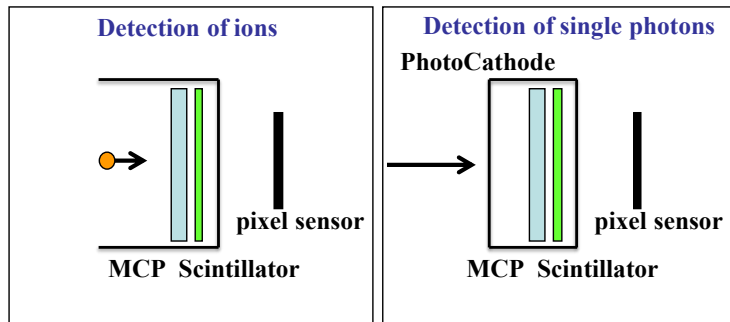 Detection of ions
pixel sensor
MCP Scintillator
Detection of single photons
PhotoCathode
pixel sensor
MCP Scintillator